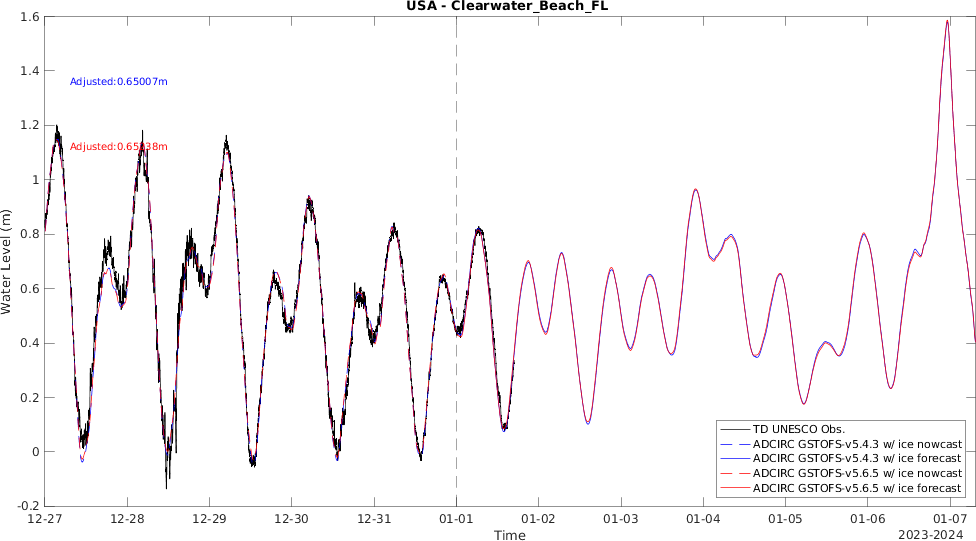 USA - Clearwater_Beach_FL
1.6
1.4
1.2
1
0.8
0.6
0.4
0.2
0
-0.2
Water Level (m)
Adjusted:0.65007m
TD UNESCO Obs.
ADCIRC GSTOFS-v5.4.3 w/ ice nowcast
ADCIRC GSTOFS-v5.4.3 w/ ice forecast
ADCIRC GSTOFS-v5.6.5 w/ ice nowcast
ADCIRC GSTOFS-v5.6.5 w/ ice forecast
12-27 12-28 12-29 12-30 12-31 01-01 01-02 01-03 01-04 01-05 01-06 01-07
Time
2023-2024